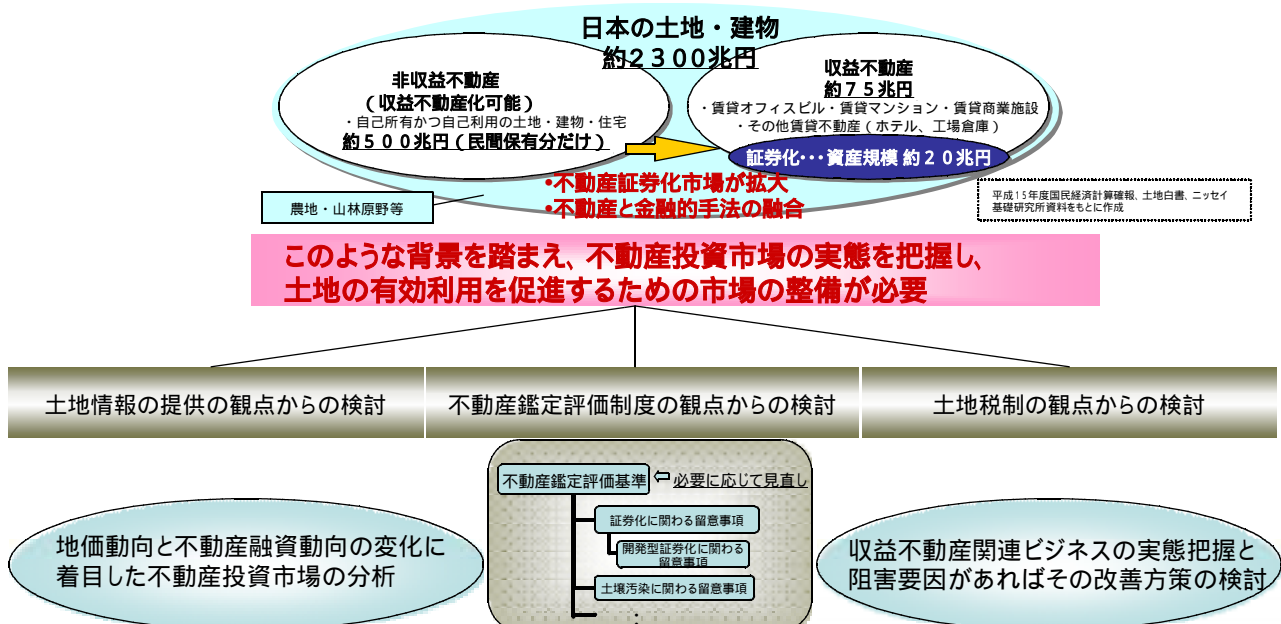 日本の土地・建物
約２３００兆円
非収益不動産
（収益不動産化可能）
・自己所有かつ自己利用の土地・建物・住宅
約５００兆円（民間保有分だけ）
収益不動産
約７５兆円
・賃貸オフィスビル・賃貸マンション・賃貸商業施設
・その他賃貸不動産（ホテル、工場倉庫）
証券化・・・資産規模 約２０兆円
•不動産証券化市場が拡大
•不動産と金融的手法の融合
農地・山林原野等
平成１５年度国民経済計算確報、土地白書、ニッセイ
基礎研究所資料をもとに作成
このような背景を踏まえ、不動産投資市場の実態を把握し、
土地の有効利用を促進するための市場の整備が必要
土地情報の提供の観点からの検討
不動産鑑定評価制度の観点からの検討
土地税制の観点からの検討
不動産鑑定評価基準
⇦ 必要に応じて見直し
証券化に関わる留意事項
開発型証券化に関わる
留意事項
土壌汚染に関わる留意事項
・
・
地価動向と不動産融資動向の変化に
着目した不動産投資市場の分析
収益不動産関連ビジネスの実態把握と
阻害要因があればその改善方策の検討